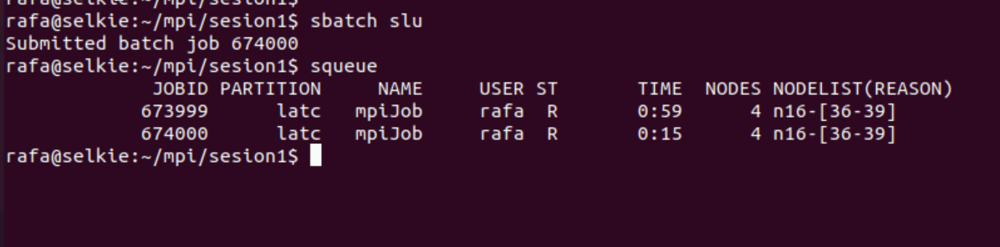 rafa@selkie:~/mpi/sesion1$
rafa@selkie:~/mpi/sesion1$ sbatch slu
Submitted batch job 674000
rafa@selkie:~/mpi/sesion1$ squeue
JOBID PARTITION NAME USER ST TIME NODES NODELIST(REASON)
673999 latc mpiJob rafa R 0:59 4 n16-[36-39]
674000 latc mpiJob rafa R 0:15 4 n16-[36-39]
rafa@selkie:~/mpi/sesion1$